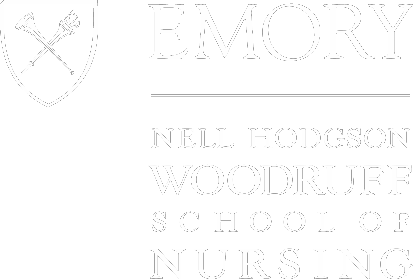 EMORY
NELL HODGSON
WOODRUFF
SCHOOL OF
NURSING